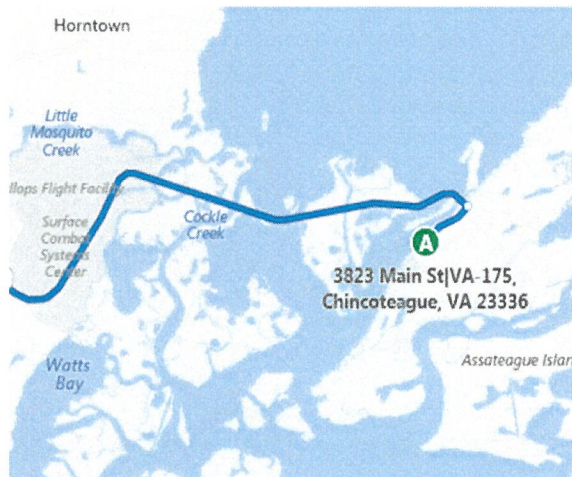 Horntown
Little
Mosquito
Creek
llops Flight Facility
Surface
Combat
Systems
Center
Cockle
Creek
A
3823 Main St|VA-175,
Chincoteague, VA 23336
Watts
Bay
Assateague Islan